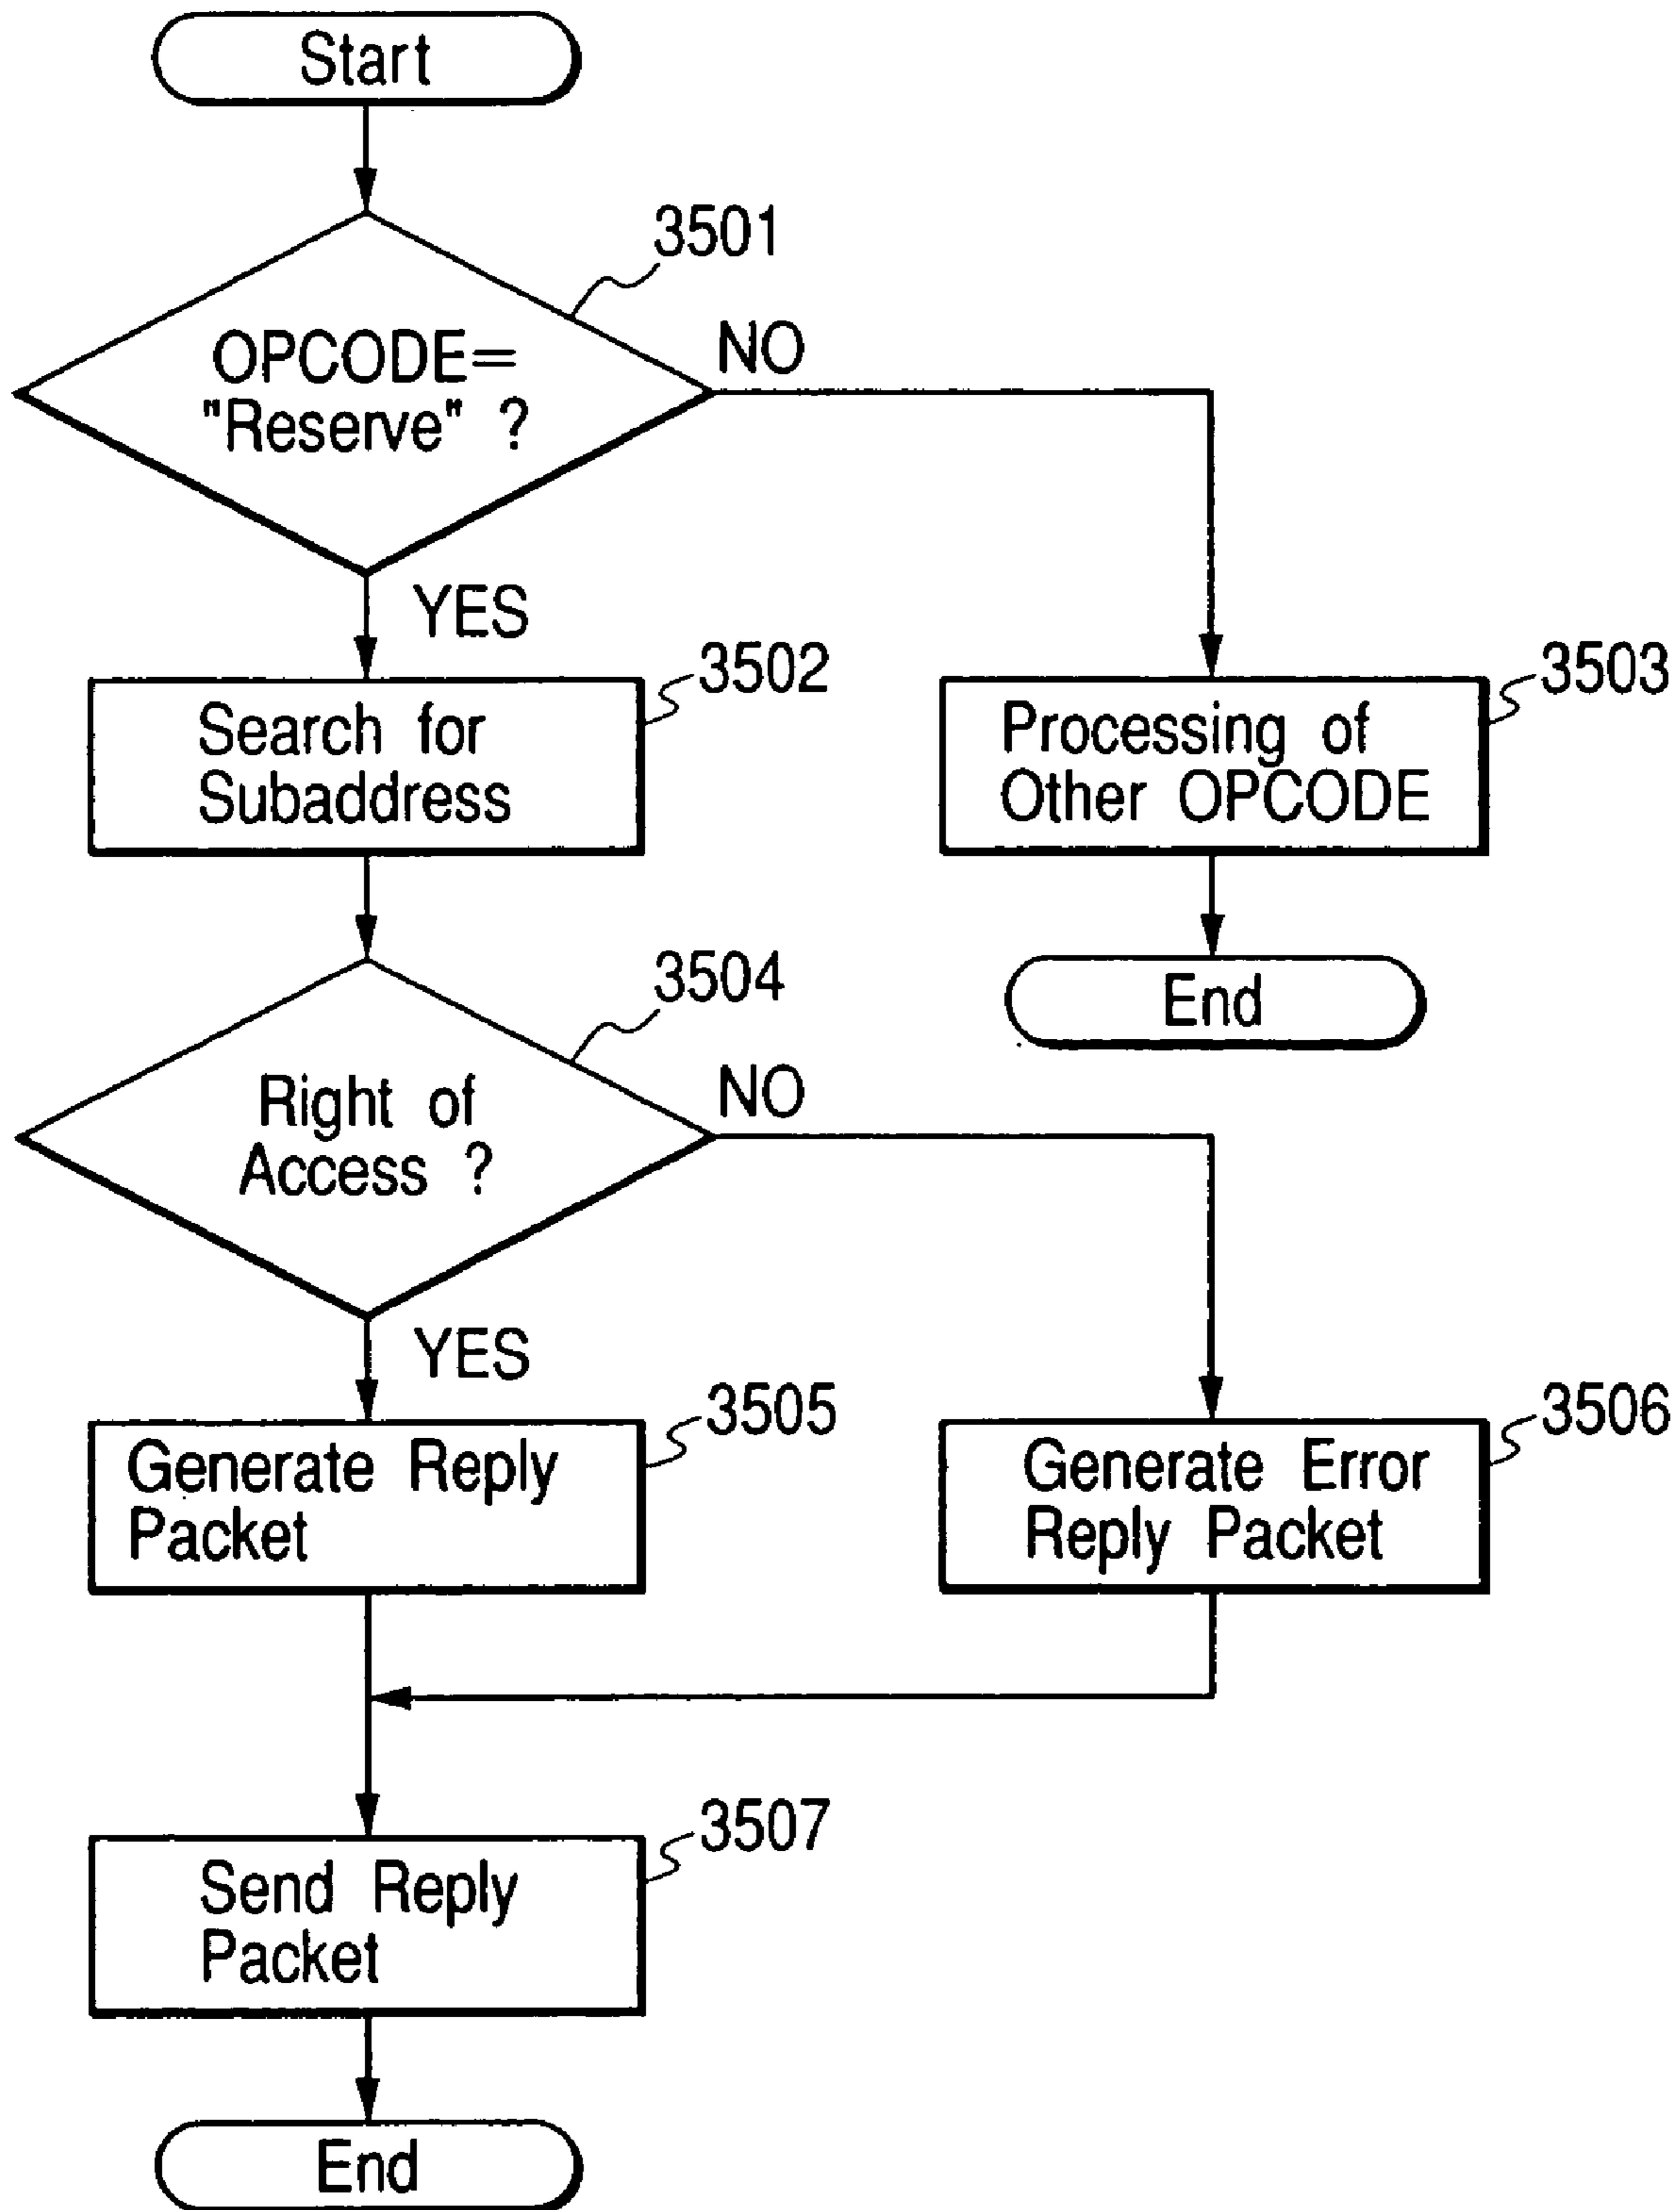 Start
3501
OPCODE=
"Reserve" ?
NO
YES
3502
Search for
Subaddress
3503
Processing of
Other OPCODE
End
3504
Right of
Access ?
NO
YES
3505
Generate Reply
Packet
3506
Generate Error
Reply Packet
3507
Send Reply
Packet
End